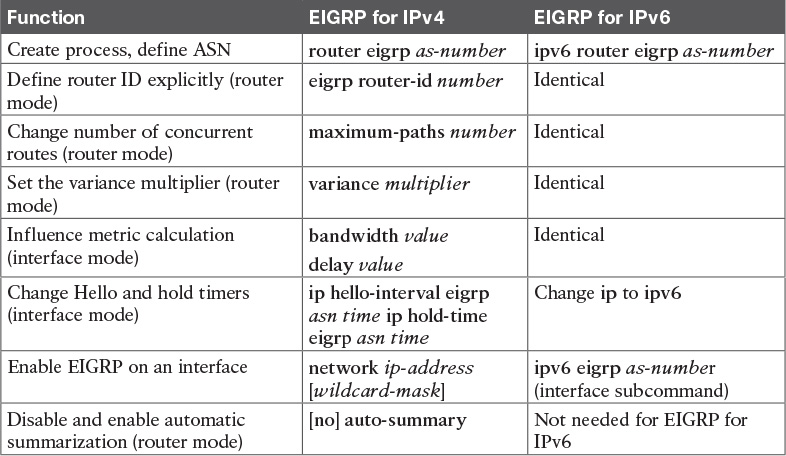 Function EIGRP for IPv4 EIGRP for IPv6
Create process, define ASN router eigrp as-number ipv6 router eigrp as-number
Define router ID explicitly (router eigrp router-id number Identical
mode)
Change number of concurrent maximum-paths number Identical
routes (router mode)
Set the variance multiplier (router variance multiplier Identical
mode)
Influence metric calculation bandwidth value Identical
(interface mode) delay value
Change Hello and hold timers ip hello-interval eigrp Change ip to ipv6
(interface mode) asn time ip hold-time
eigrp asn time
Enable EIGRP on an interface network ip-address ipv6 eigrp as-number
[wildcard-mask] (interface subcommand)
Disable and enable automatic [no] auto-summary Not needed for EIGRP for
summarization (router mode) IPv6